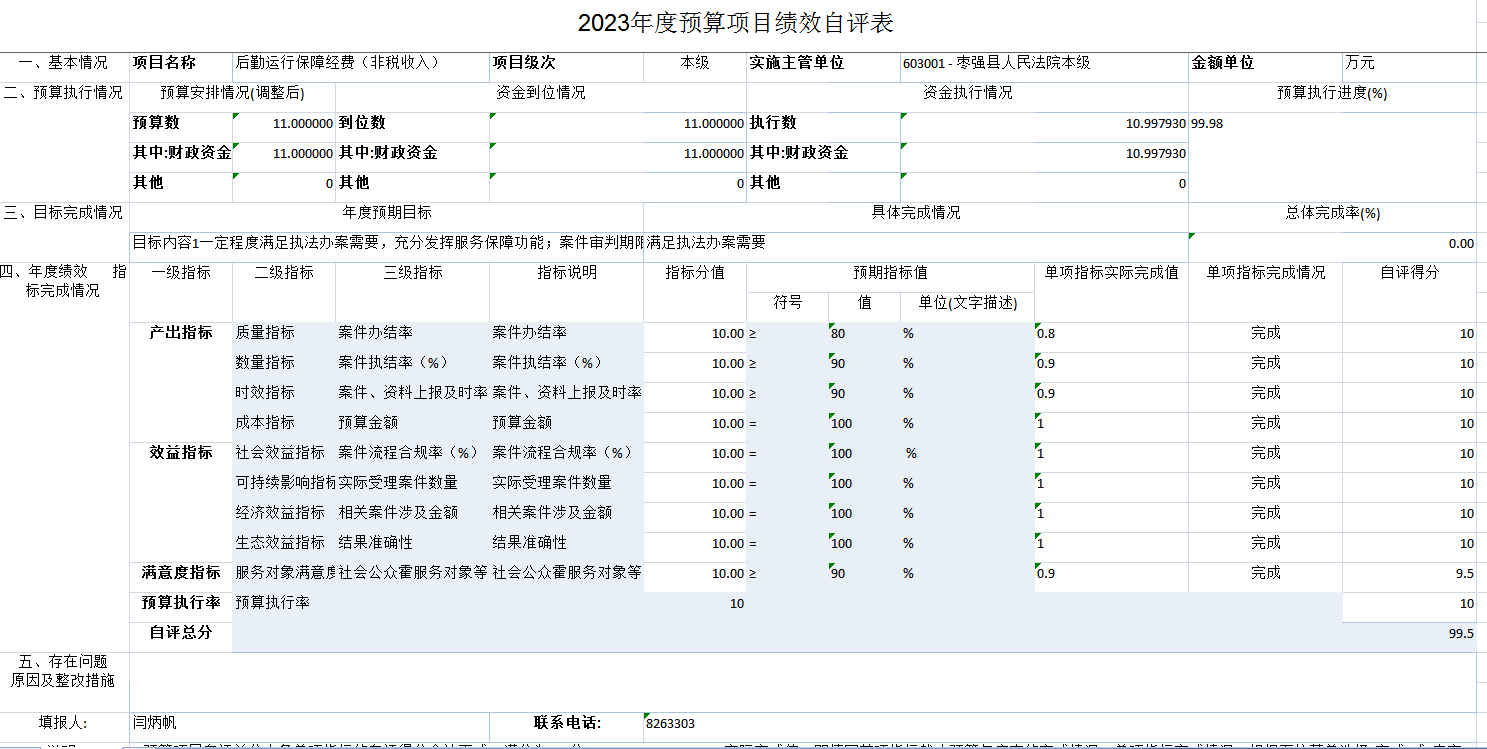 2023年度预算项目绩效自评表
一、基本情况 项目名称 后勤运行保障经费（非税收入） 项目级次 本级 实施主管单位 603001 - 枣强县人民法院本级 金额单位 万元
二、预算执行情况 预算安排情况(调整后) 资金到位情况 资金执行情况 预算执行进度(%)
预算数 11.000000 到位数 11.000000 执行数 10.997930 99.98
其中:财政资金 11.000000 其中:财政资金 11.000000 其中:财政资金 10.997930
其他 0 其他 0 其他 0
三、目标完成情况 年度预期目标 具体完成情况 总体完成率(%)
目标内容1一定程度满足执法办案需要，充分发挥服务保障功能；案件审判期限 满足执法办案需要 0.00
四、年度绩效 指标完成情况 一级指标 二级指标 三级指标 指标说明 指标分值 预期指标值 单项指标实际完成值 单项指标完成情况 自评得分
符号 值 单位(文字描述)
产出指标 质量指标 案件办结率 案件办结率 10.00 ≥ 80 % 0.8 完成 10
数量指标 案件执结率（%） 案件执结率（%） 10.00 ≥ 90 % 0.9 完成 10
时效指标 案件、资料上报及时率 案件、资料上报及时率 10.00 ≥ 90 % 0.9 完成 10
成本指标 预算金额 预算金额 10.00 = 100 % 1 完成 10
效益指标 社会效益指标 案件流程合规率（%） 案件流程合规率（%） 10.00 = 100 % 1 完成 10
可持续影响指标 实际受理案件数量 实际受理案件数量 10.00 = 100 % 1 完成 10
经济效益指标 相关案件涉及金额 相关案件涉及金额 10.00 = 100 % 1 完成 10
生态效益指标 结果准确性 结果准确性 10.00 = 100 % 1 完成 10
满意度指标 服务对象满意度 社会公众霍服务对象等 社会公众霍服务对象等 10.00 ≥ 90 % 0.9 完成 9.5
预算执行率 预算执行率 10 10
自评总分 99.5
五、存在问题
原因及整改措施
填报人: 闫炳帆 联系电话: 8263303